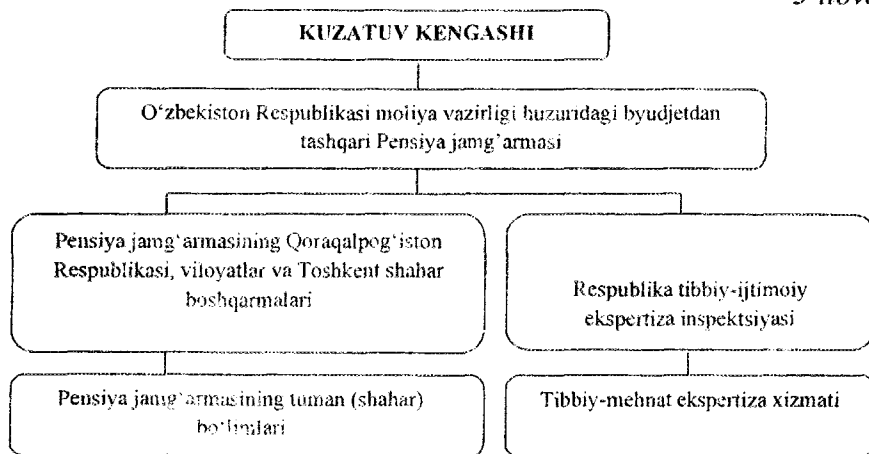 KUZATUV KENGASHI
O‘zbekiston Respublikasi moliya vazirligi huzuridagi byudjetdan
tashqari Pensiya jamg‘armasi
Pensiya jamg‘armasining Qoraqalpog‘iston
Respublikasi, viloyatlar va Toshkent shahar
boshqarmalari
Respublika tibbiy-ijtimoiy
ekspertiza inspektsiyasi
Pensiya jamg‘armasining tuman (shahar)
bo‘limlari
Tibbiy-mehnat ekspertiza xizmati